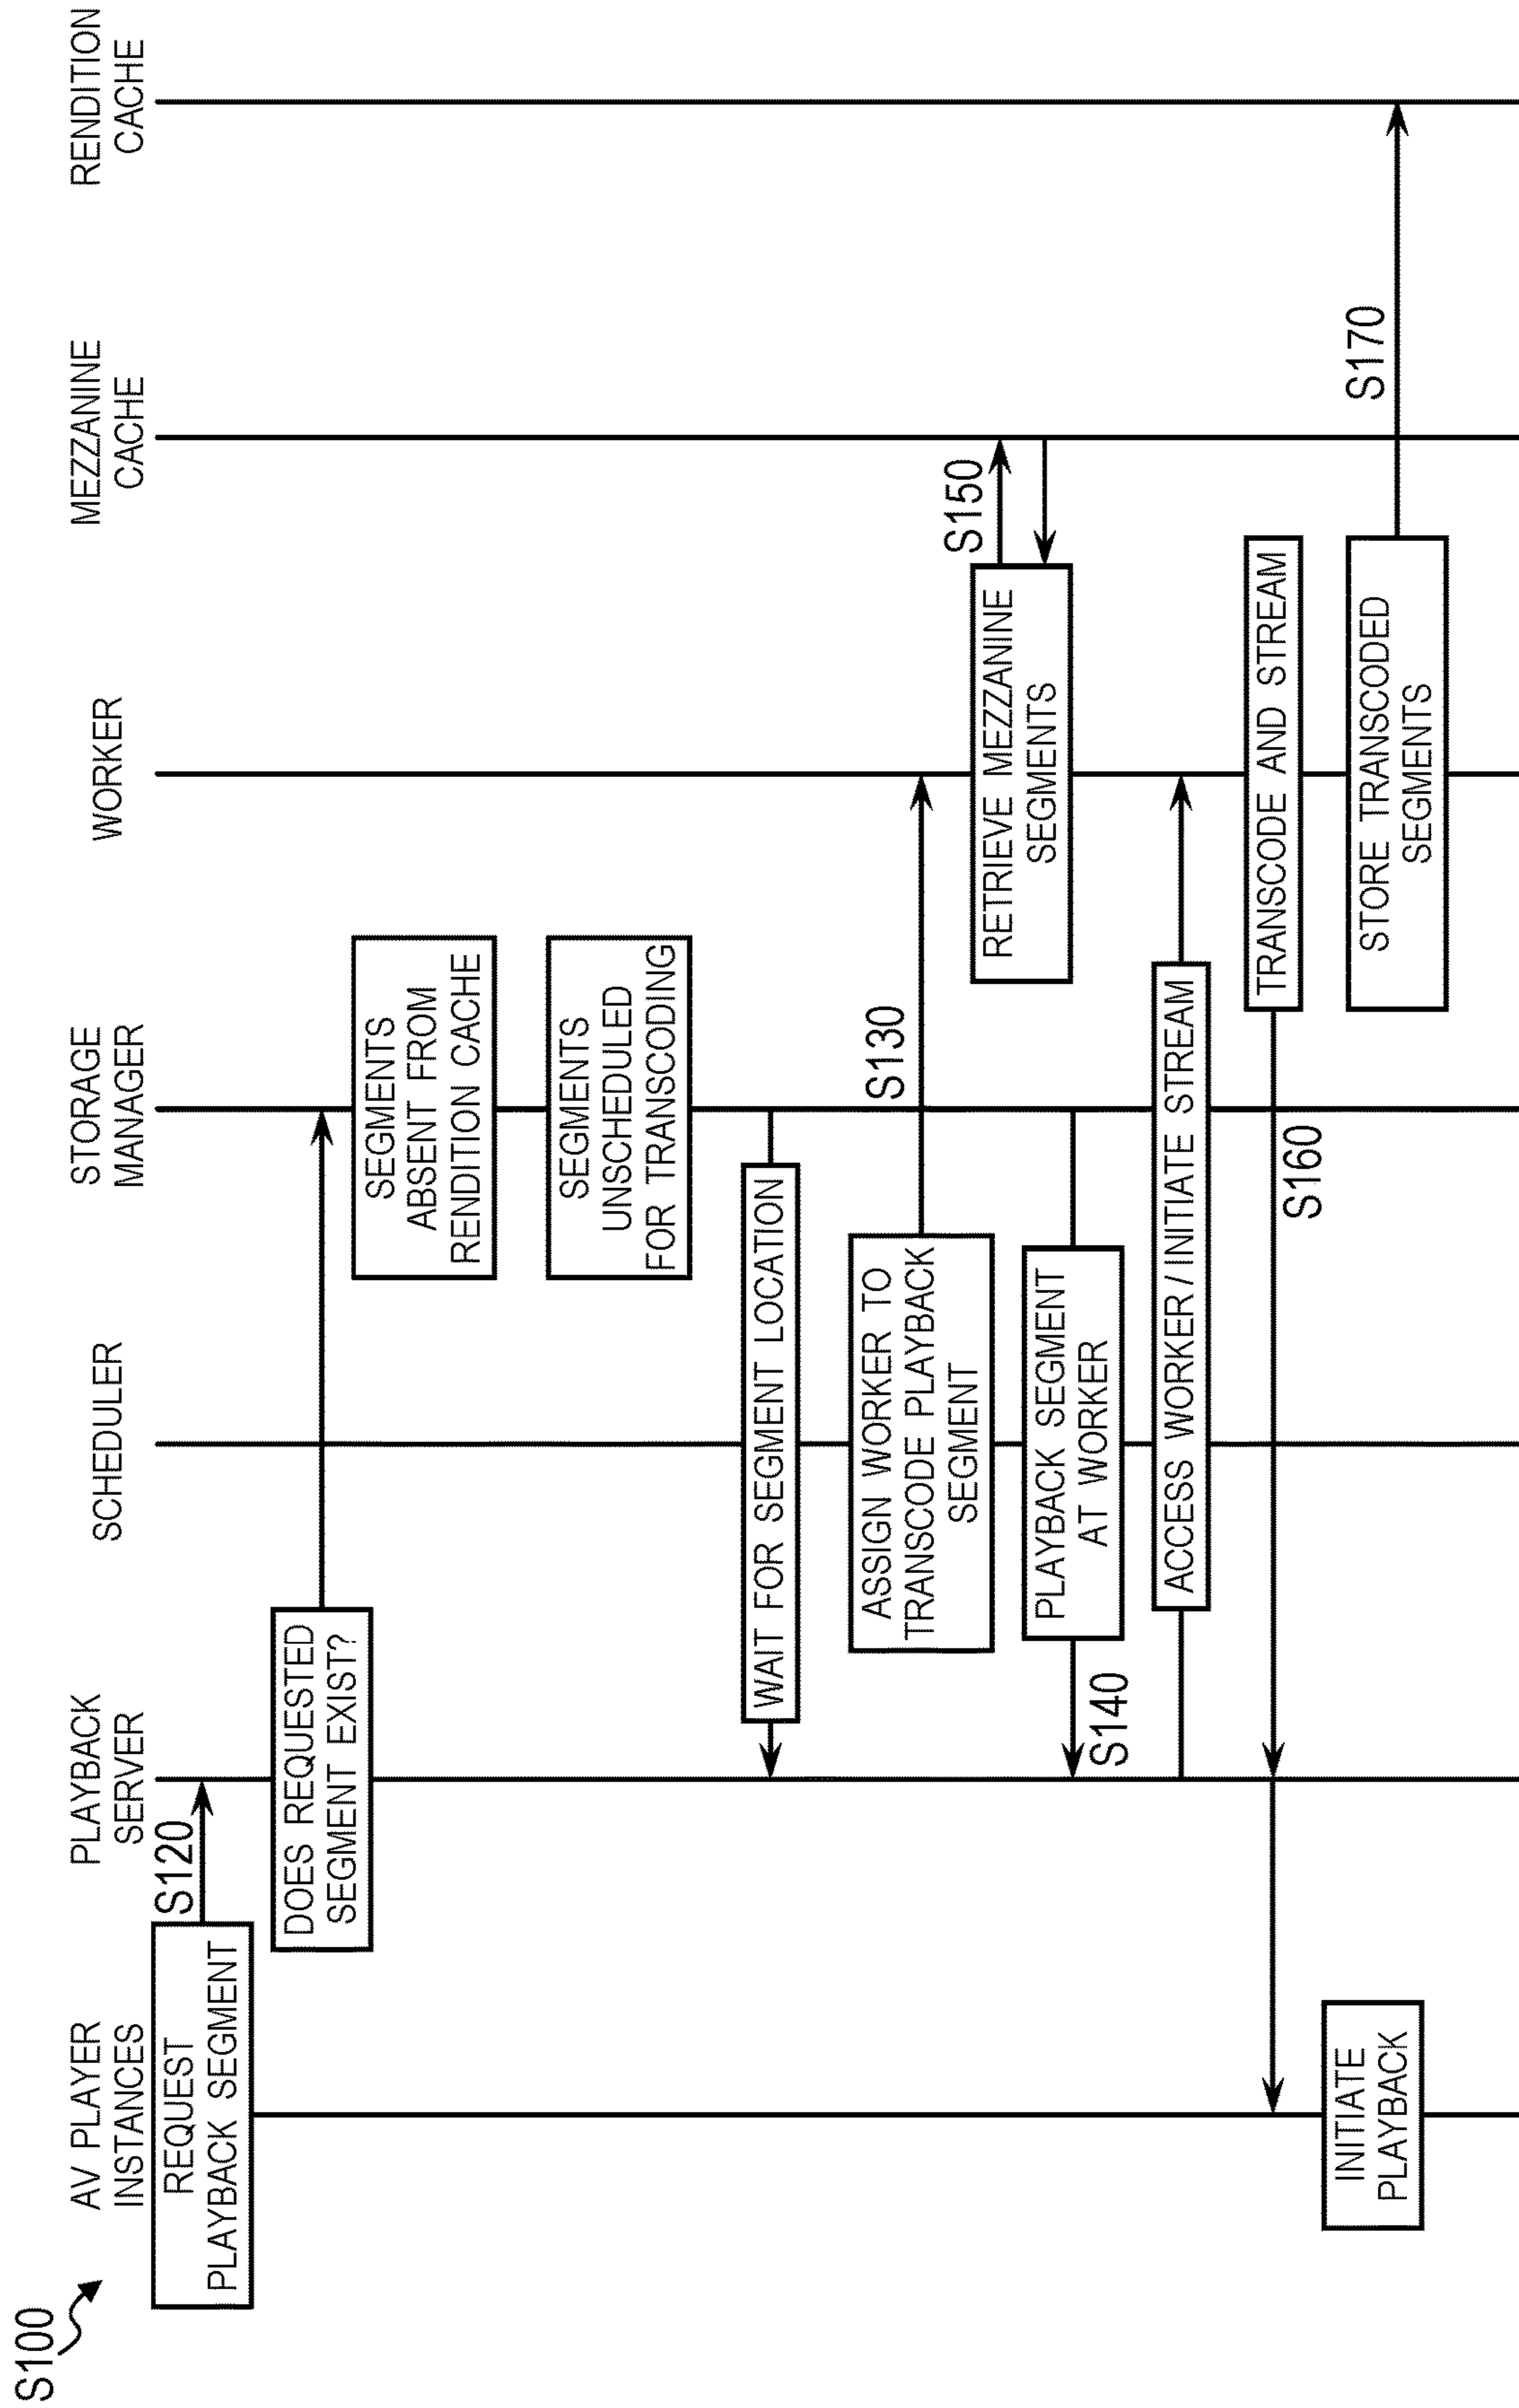 S100
AV PLAYER
INSTANCES
PLAYBACK
SERVER
SCHEDULER
STORAGE
MANAGER
WORKER
MEZZANINE
CACHE
RENDITION
CACHE
REQUEST
PLAYBACK SEGMENT
S120
DOES REQUESTED
SEGMENT EXIST?
SEGMENTS
ABSENT FROM
RENDITION CACHE
SEGMENTS
UNSCHEDULED
FOR TRANSCODING
WAIT FOR SEGMENT LOCATION
ASSIGN WORKER TO
TRANSCODE PLAYBACK
SEGMENT
S130
RETRIEVE MEZZANINE
SEGMENTS
S150
PLAYBACK SEGMENT
AT WORKER
S140
ACCESS WORKER / INITIATE STREAM
TRANSCODE AND STREAM
S160
INITIATE
PLAYBACK
STORE TRANSCODED
SEGMENTS
S170